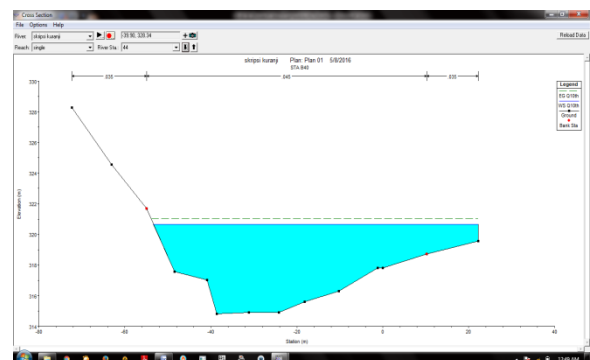 Cross Section
File Options Help
River: skripsi kuranji
Reload Data
Reach: single River Sta.: 44
skripsi kuranji Plan: Plan 01 5/8/2016
.035
.035
Legend
EG Q10th
WS Q10th
Ground
Bank Sta
330
328
326
324
322
320
318
316
314
Elevation (m)
-80 -60 -40 -20 0 20 40
Station (m)